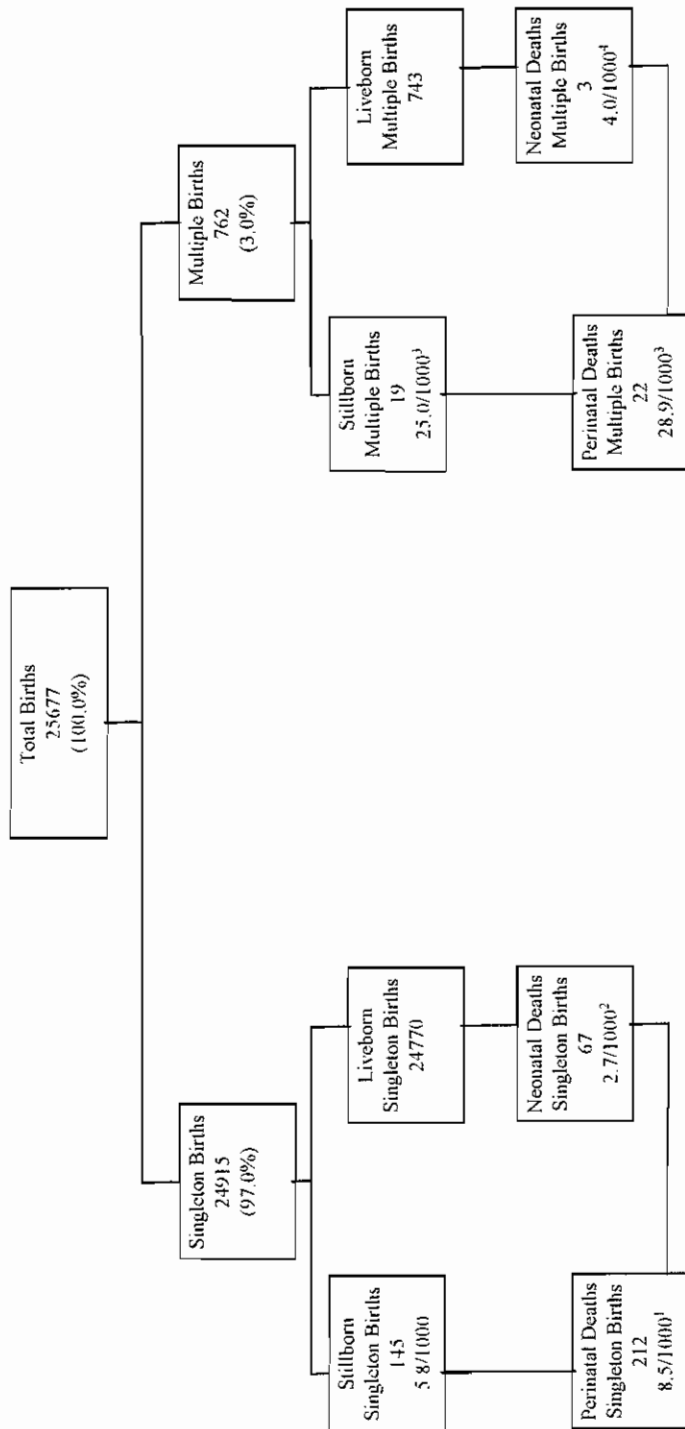 Total Births
25677
(100.0%)
Singleton Births
24915
(97.0%)
Multiple Births
762
(3.0%)
Stillborn
Singleton Births
145
5 8/1000
Liveborn
Singleton Births
24770
Stillborn
Multiple Births
19
25.0/1000³
Liveborn
Multiple Births
743
Neonatal Deaths
Singleton Births
67
2.7/1000²
Neonatal Deaths
Multiple Births
3
4.0/1000⁴
Perinatal Deaths
Singleton Births
212
8.5/1000¹
Perinatal Deaths
Multiple Births
22
28.9/1000³